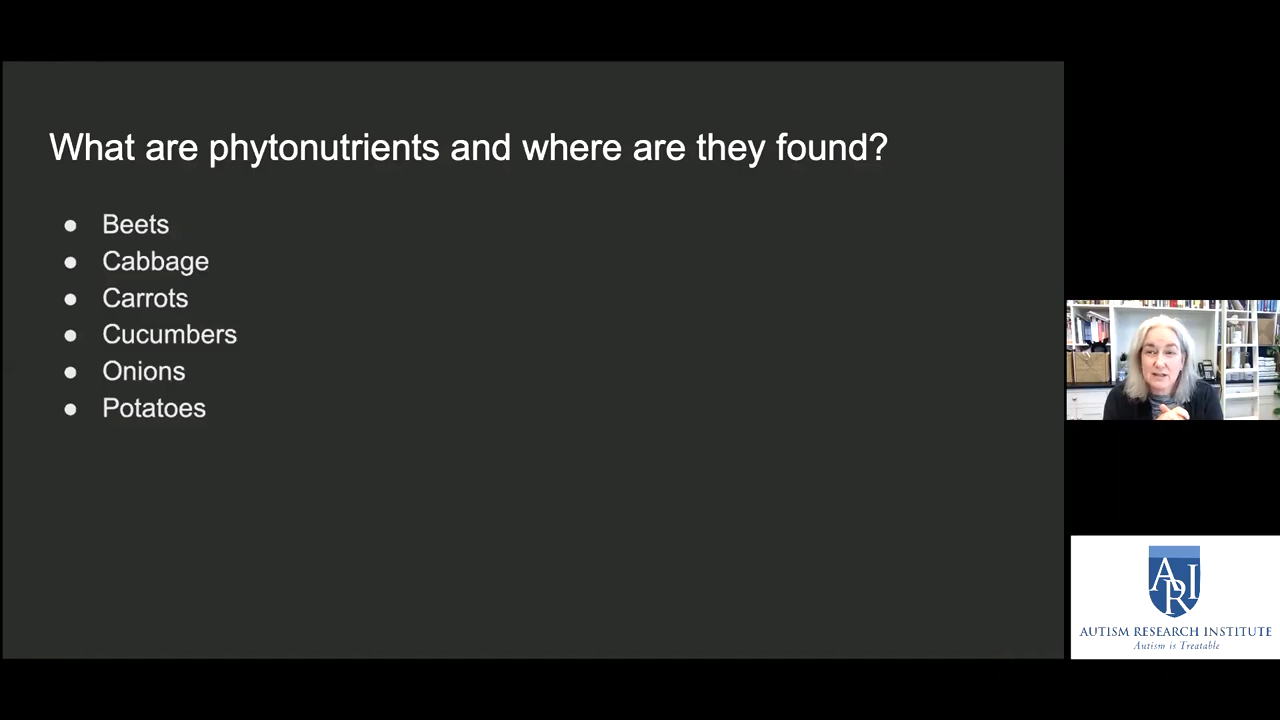 What are phytonutrients and where are they found?
● Beets
● Cabbage
● Carrots
● Cucumbers
● Onions
● Potatoes
ARI
AUTISM RESEARCH INSTITUTE
Autism is Treatable